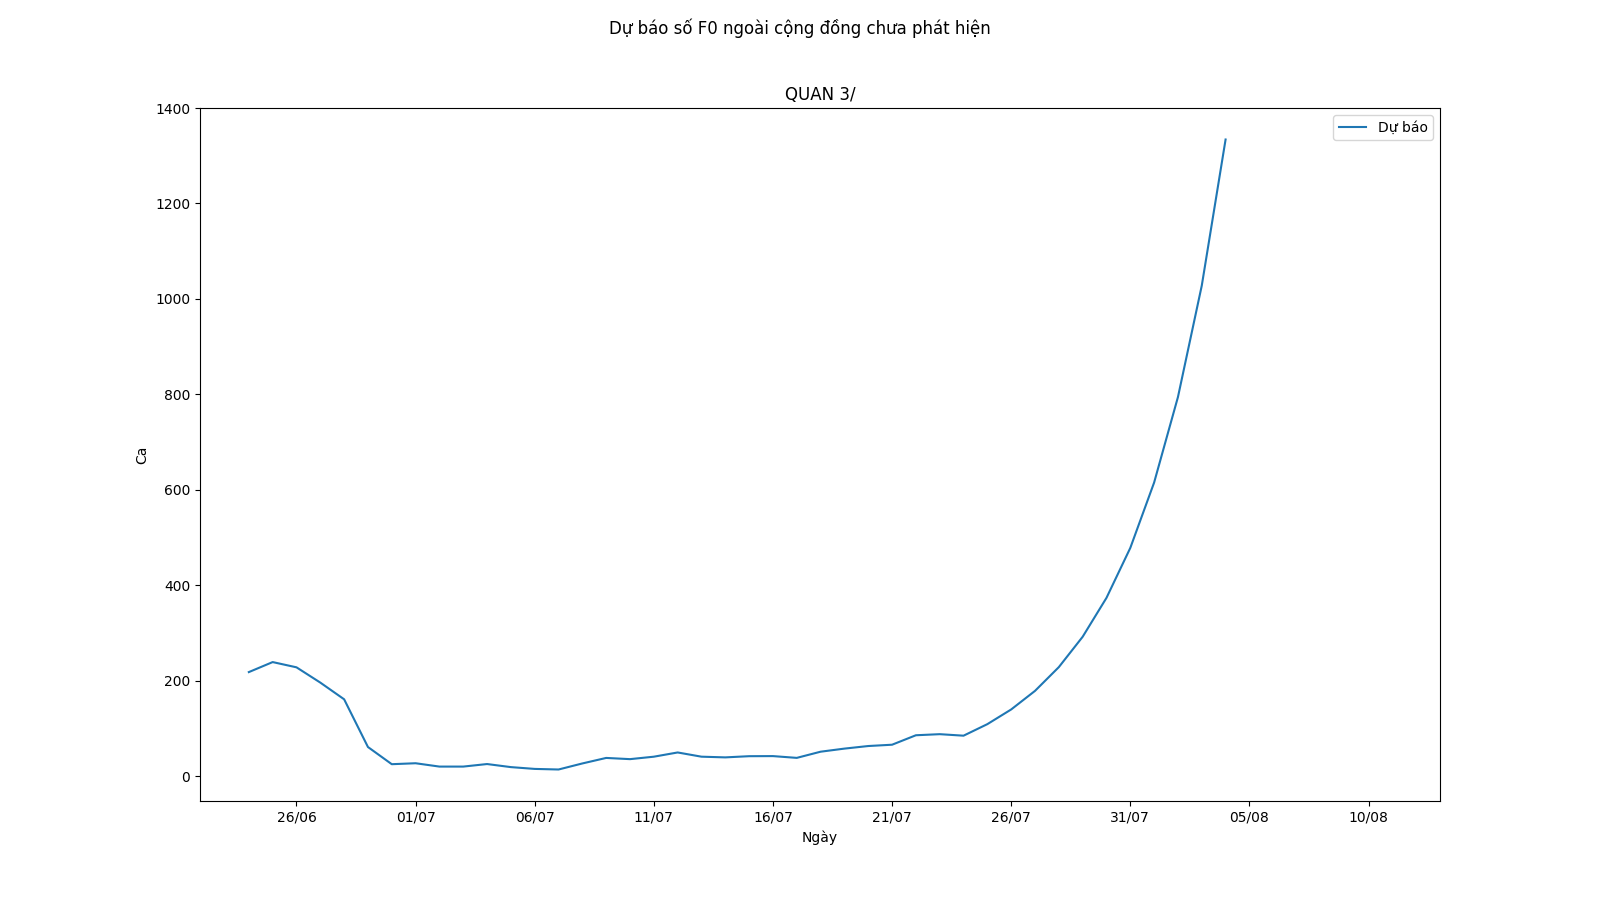 Dự báo số F0 ngoài cộng đồng chưa phát hiện
QUAN 3/
Dự báo
1400
1200
1000
800
600
400
200
0
Ca
26/06 01/07 06/07 11/07 16/07 21/07 26/07 31/07 05/08 10/08
Ngày